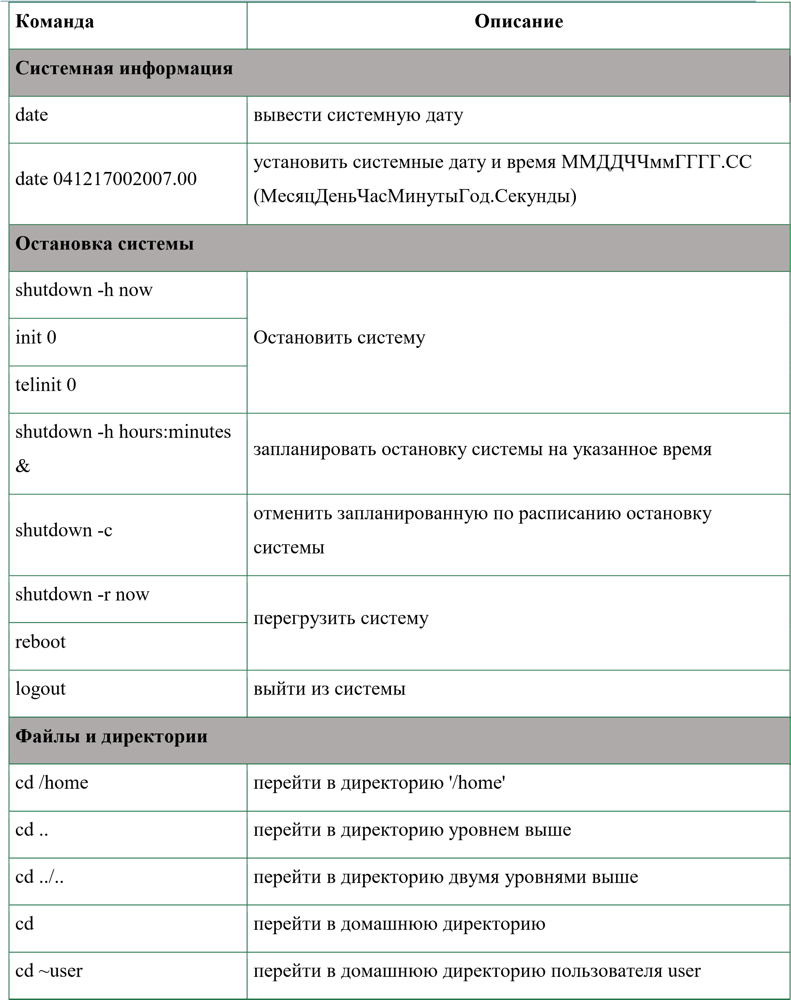 Команда
Описание
Системная информация
date
вывести системную дату
date 041217002007.00
установить системные дату и время ММДДЧЧммГГГГ.СС
(МесяцДеньЧасМинутыГод.Секунды)
Остановка системы
shutdown -h now
init 0
telinit 0
Остановить систему
shutdown -h hours:minutes
&
запланировать остановку системы на указанное время
shutdown -c
отменить запланированную по расписанию остановку
системы
shutdown -r now
reboot
перегрузить систему
logout
выйти из системы
Файлы и директории
cd /home
перейти в директорию '/home'
cd ..
перейти в директорию уровнем выше
cd ../..
перейти в директорию двумя уровнями выше
cd
перейти в домашнюю директорию
cd ~user
перейти в домашнюю директорию пользователя user